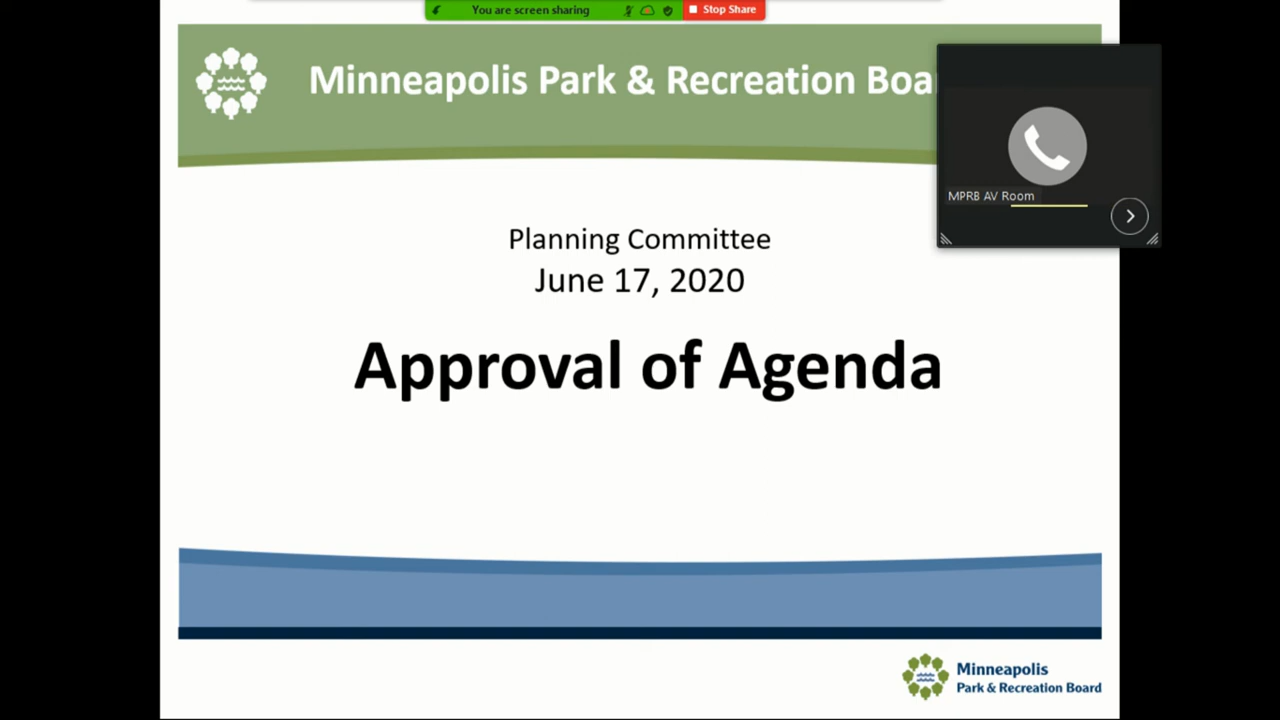 You are screen sharing
Stop Share
Minneapolis Park & Recreation Boa
MPRB AV Room
Planning Committee
June 17, 2020
Approval of Agenda
Minneapolis
Park & Recreation Board